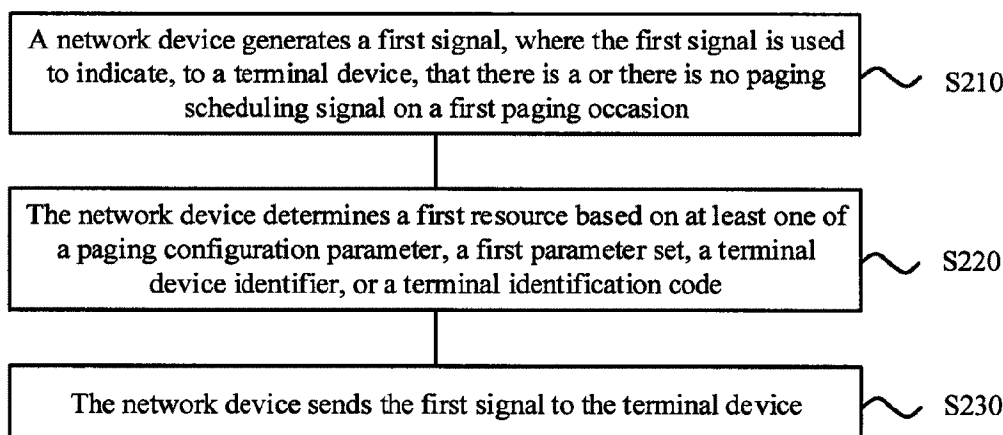 A network device generates a first signal, where the first signal is used
to indicate, to a terminal device, that there is a or there is no paging
scheduling signal on a first paging occasion
S210
The network device determines a first resource based on at least one of
a paging configuration parameter, a first parameter set, a terminal
device identifier, or a terminal identification code
S220
The network device sends the first signal to the terminal device
S230